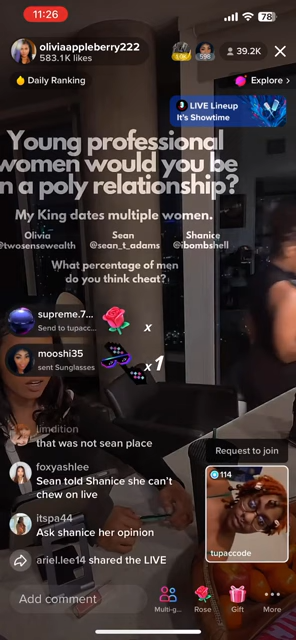 11:26
78
oliviaappleberry222
583.1K likes
39.2K
Daily Ranking
Explore >
LIVE Lineup
It's Showtime
Young professional
women would you be
n a poly relationship?
My King dates multiple women.
Olivia
@twosensewealth
Sean
@sean_t_adams
Shanice
@ibombshell
What percentage of men
do you think cheat?
supreme.7...
Send to tupacc...
x
mooshi35
sent Sunglasses
x1
limdition
that was not sean place
foxyashlee
Sean told Shanice she can't
chew on live
itspa44
Ask shanice her opinion
ariel.lee14 shared the LIVE
Request to join
114
tupaccode
Add comment
Multi-g...
Rose
Gift
More